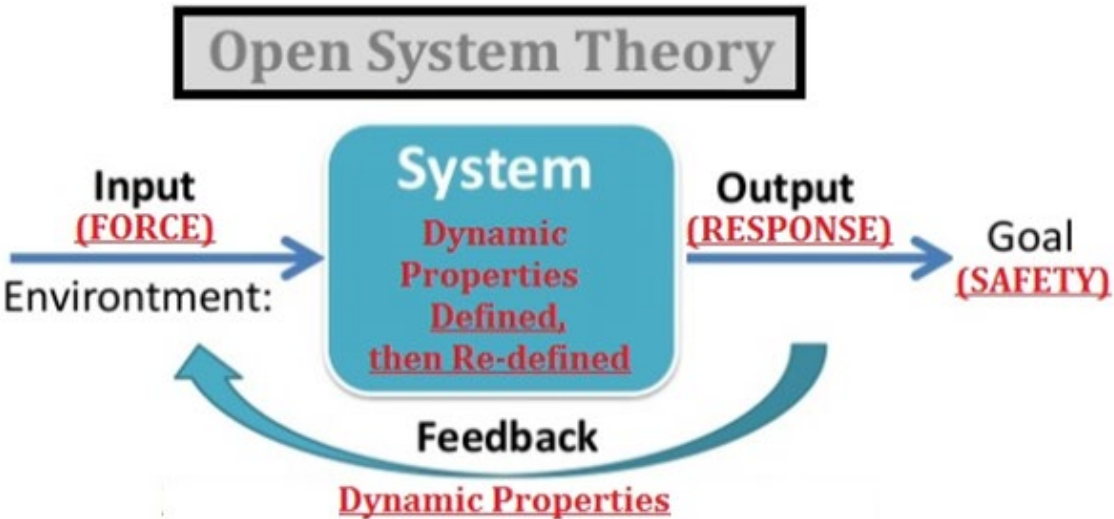 Open System Theory
Input
(FORCE)
Environtment:
System
Dynamic
Properties
Defined,
then Re-defined
Output
(RESPONSE)
Goal
(SAFETY)
Feedback
Dynamic Properties